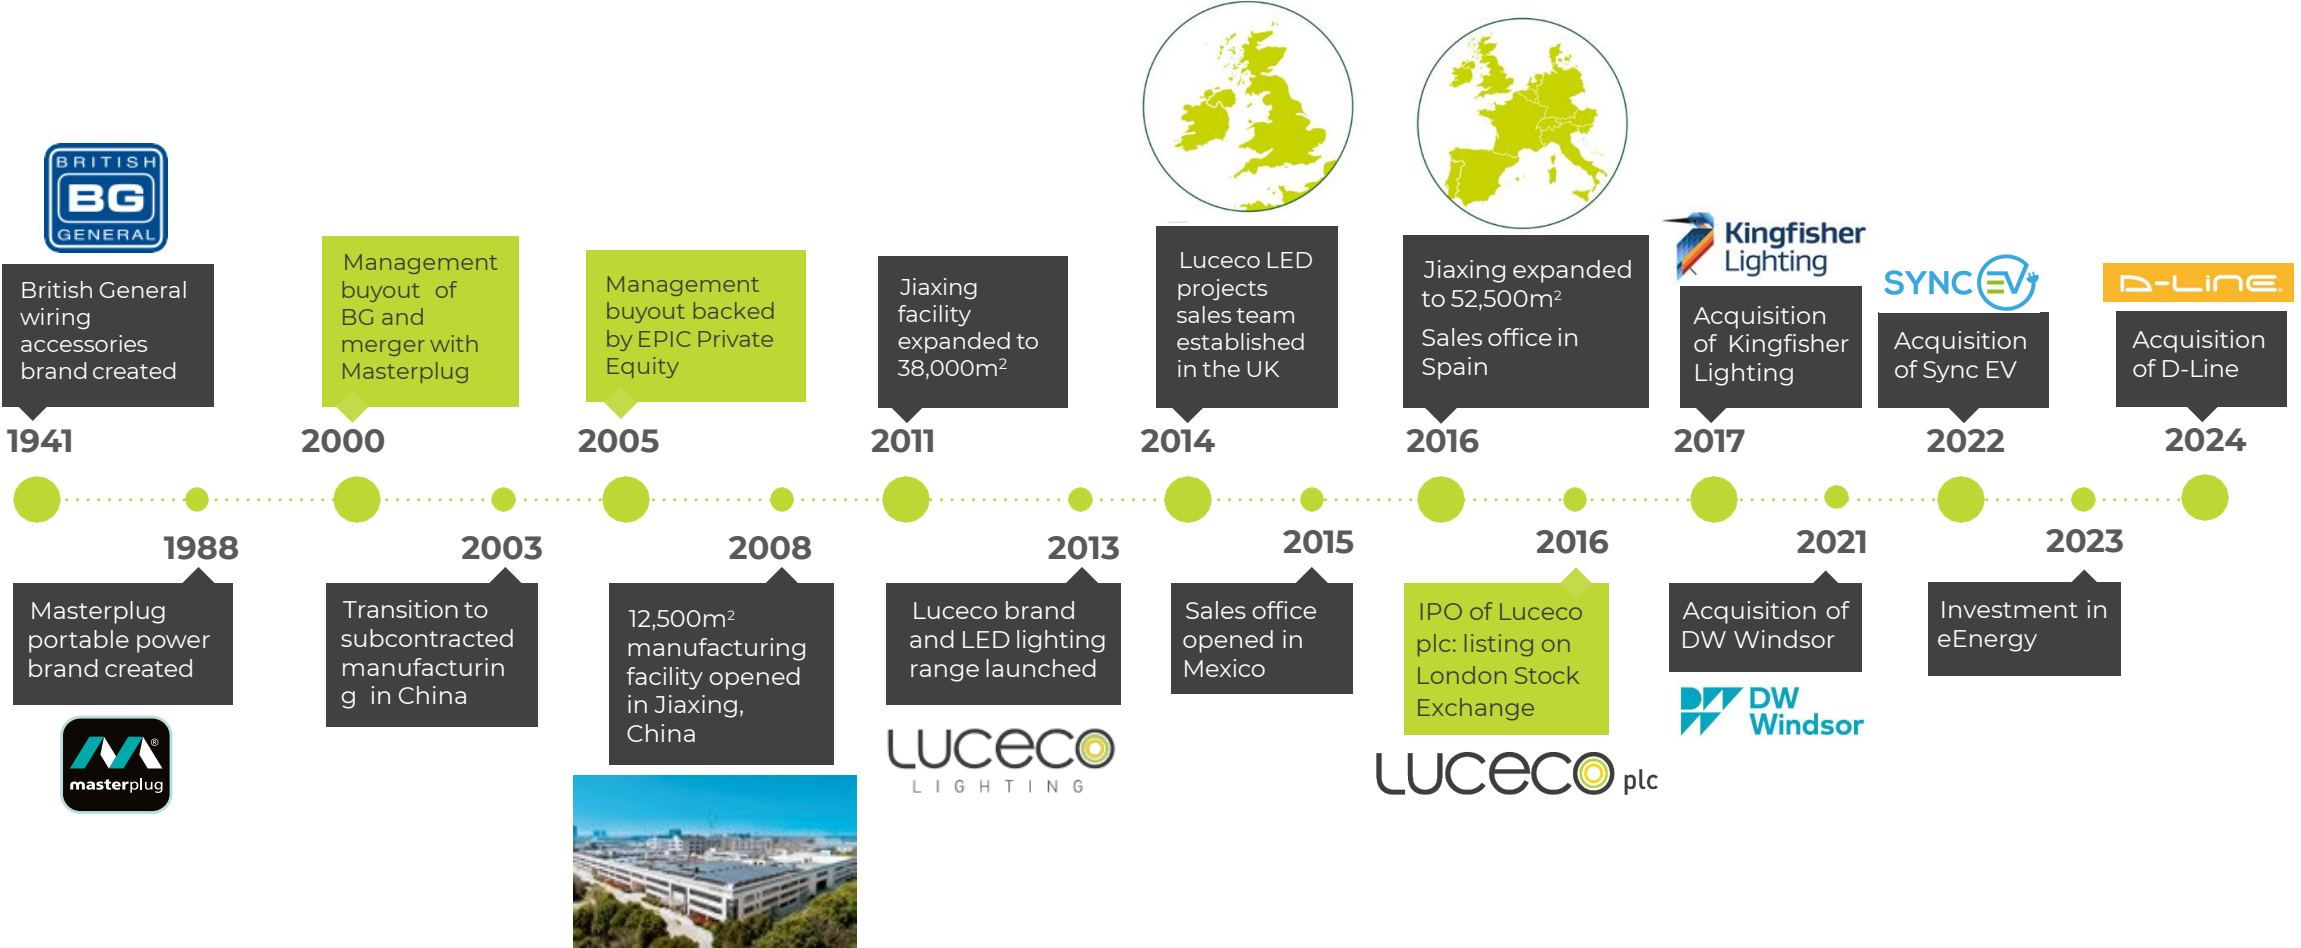 BRITISH
BG
GENERAL
British General
wiring
accessories
brand created
1941
Management
buyout of
BG and
merger with
Masterplug
2000
Management
buyout backed
by EPIC Private
Equity
2005
Jiaxing
facility
expanded to
38,000m²
2011
Luceco LED
projects
sales team
established
in the UK
2014
Jiaxing expanded
to 52,500m²
Sales office in
Spain
2016
Kingfisher
Lighting
Acquisition
of Kingfisher
Lighting
2017
SYNC EV
Acquisition
of Sync EV
2022
D-Line®
Acquisition
of D-Line
2024
1988
Masterplug
portable power
brand created
®
masterplug
2003
Transition to
subcontracted
manufacturin
g in China
2008
12,500m²
manufacturing
facility opened
in Jiaxing,
China
2013
Luceco brand
and LED lighting
range launched
LUCECO
LIGHTING
2015
Sales office
opened in
Mexico
2016
IPO of Luceco
plc: listing on
London Stock
Exchange
LUCECO plc
2021
Acquisition of
DW Windsor
DW
Windsor
2023
Investment in
eEnergy